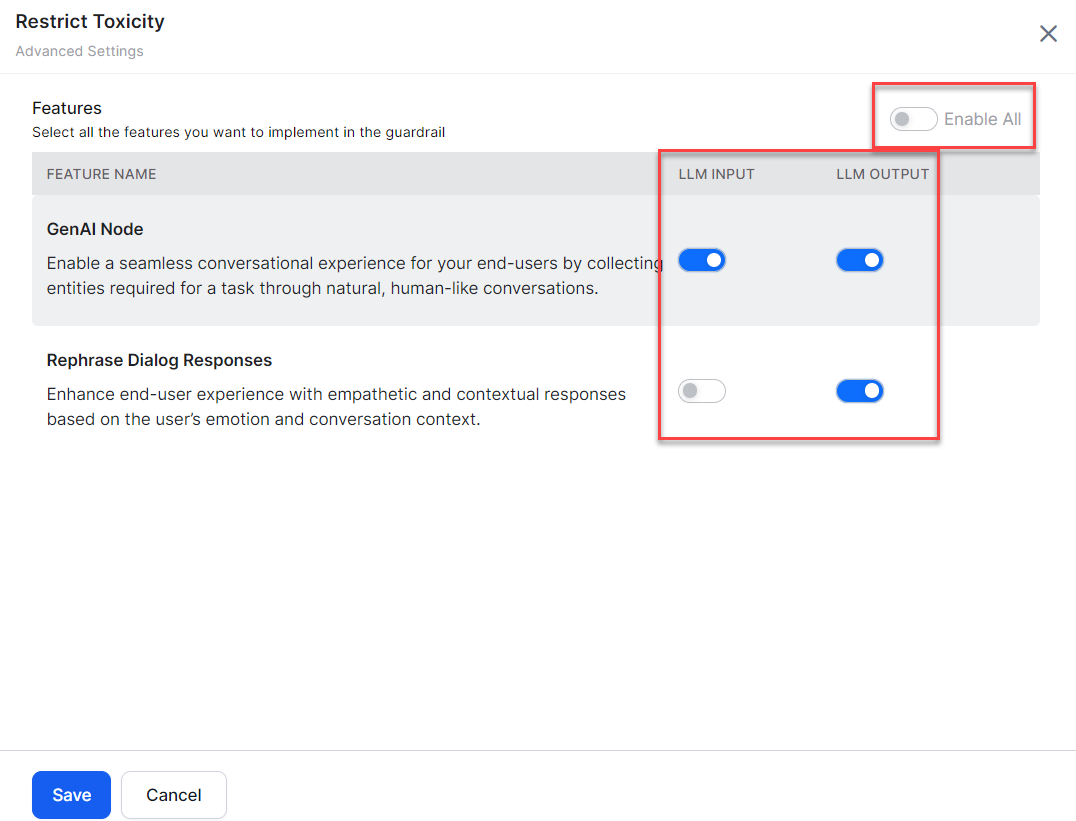 Restrict Toxicity
Advanced Settings
Features
Select all the features you want to implement in the guardrail
Enable All
FEATURE NAME LLM INPUT LLM OUTPUT
GenAI Node
Enable a seamless conversational experience for your end-users by collecting
entities required for a task through natural, human-like conversations.
Rephrase Dialog Responses
Enhance end-user experience with empathetic and contextual responses
based on the user’s emotion and conversation context.
Save Cancel